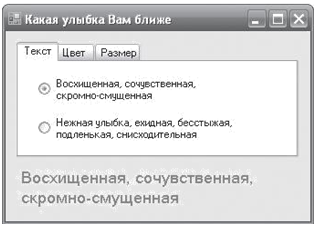 Какая улыбка Вам ближе
Текст Цвет Размер
Восхищенная, сочувственная,
скромно-смущенная
Нежная улыбка, ехидная, бесстыжая,
подленькая, снисходительная
Восхищенная, сочувственная,
скромно-смущенная